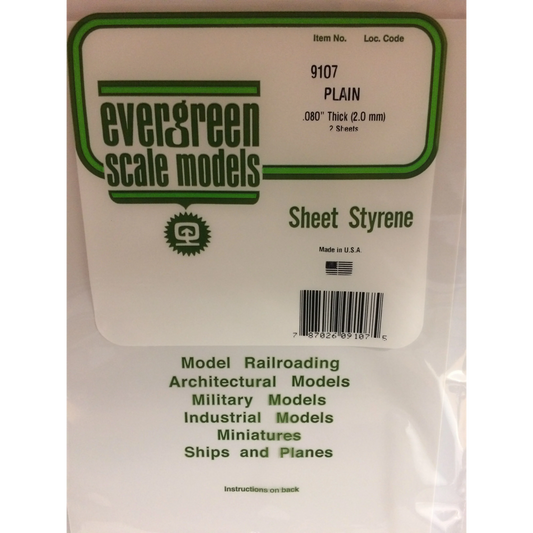 Item No. Loc. Code
9107
PLAIN
.080" Thick (2.0 mm)
2 Sheets
evergreen
scale models
Sheet Styrene
Made in U.S.A
7 87026 09107 5
Model Railroading
Architectural Models
Military Models
Industrial Models
Miniatures
Ships and Planes
Instructions on back